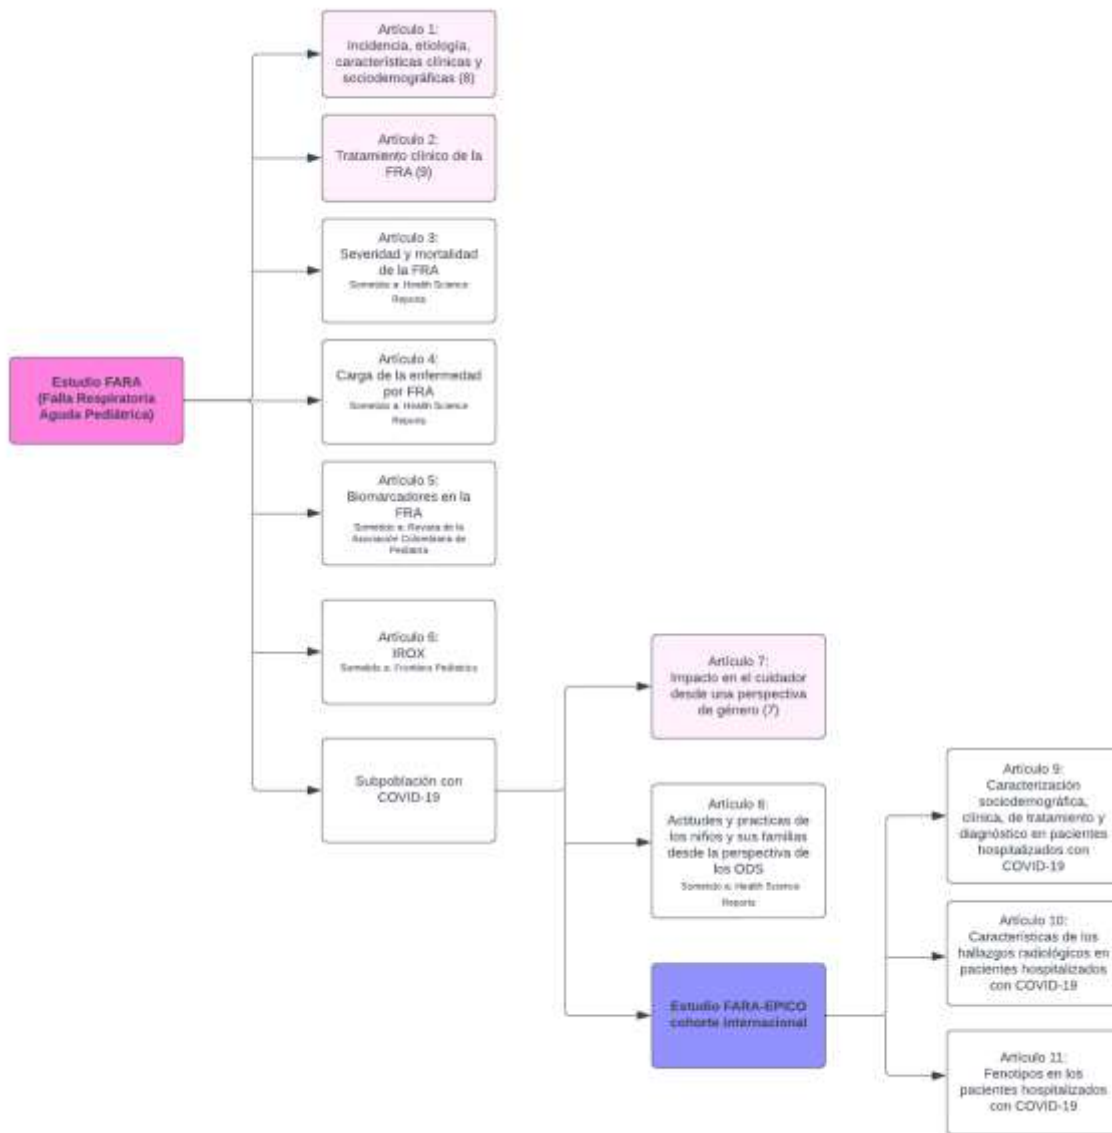 Artículo 1:
Incidencia, etiología,
características clínicas y
sociodemográficas (8)
Artículo 2:
Tratamiento clínico de la
FRA (9)
Artículo 3:
Severidad y mortalidad
de la FRA
Sometido a: Health Science
Reports
Estudio FARA
(Falla Respiratoria
Aguda Pediátrica)
Artículo 4:
Carga de la enfermedad
por FRA
Sometido a: Health Science
Reports
Artículo 5:
Biomarcadores en la
FRA
Sometido a: Revista de la
Asociación Colombiana de
Pediatría
Artículo 6:
IROX
Sometido a: Frontiers Pediatrics
Subpoblación con
COVID-19
Artículo 7:
Impacto en el cuidador
desde una perspectiva
de género (7)
Artículo 8:
Actitudes y practicas de
los niños y sus familias
desde la perspectiva de
los ODS
Sometido a: Health Science
Reports
Estudio FARA-EPICO
cohorte internacional
Artículo 9:
Caracterización
sociodemográfica,
clínica, de tratamiento y
diagnóstico en pacientes
hospitalizados con
COVID-19
Artículo 10:
Características de los
hallazgos radiológicos en
pacientes hospitalizados
con COVID-19
Artículo 11:
Fenotipos en los
pacientes hospitalizados
con COVID-19